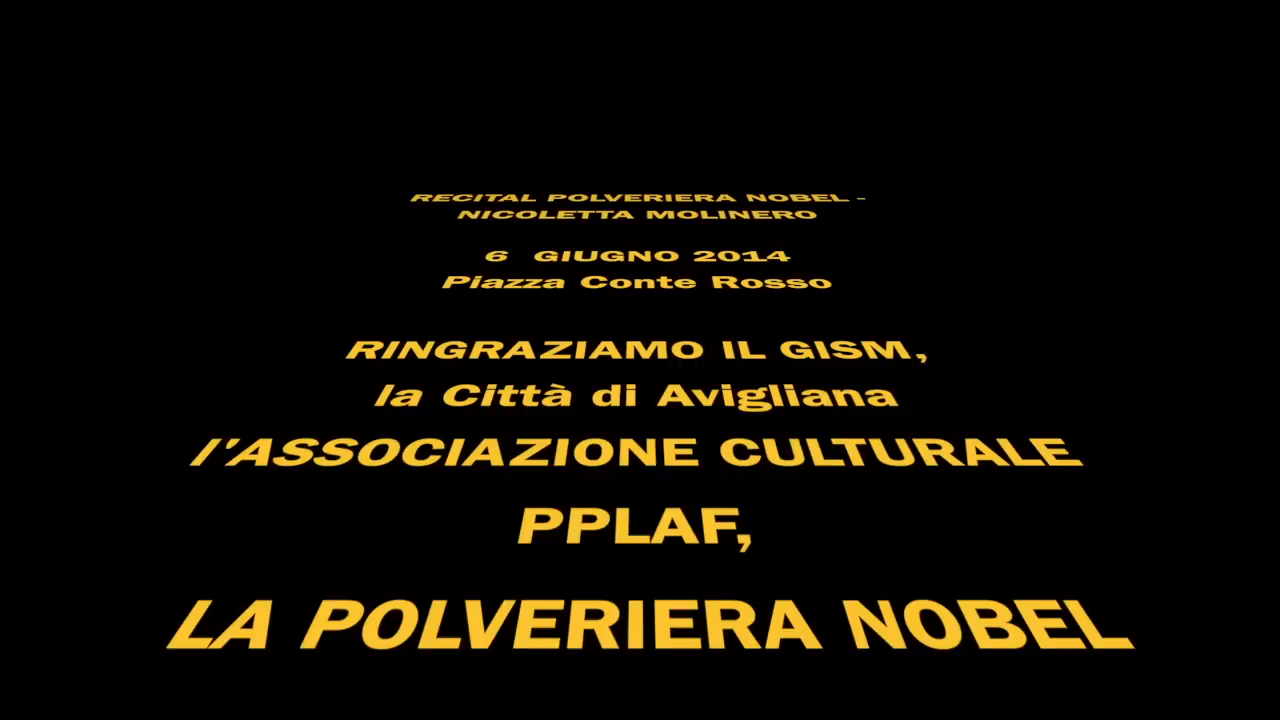 RECITAL POLVERIERA NOBEL -
NICOLETTA MOLINERO
6 GIUGNO 2014
Piazza Conte Rosso
RINGRAZIAMO IL GISM,
la Città di Avigliana
l'ASSOCIAZIONE CULTURALE
PPLAF,
LA POLVERIERA NOBEL